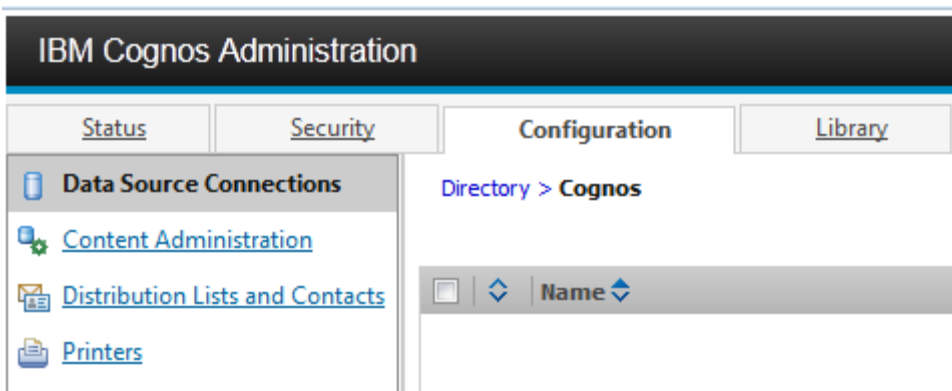 IBM Cognos Administration
Status Security Configuration Library
Data Source Connections
Directory > Cognos
Content Administration
Distribution Lists and Contacts
Name
Printers